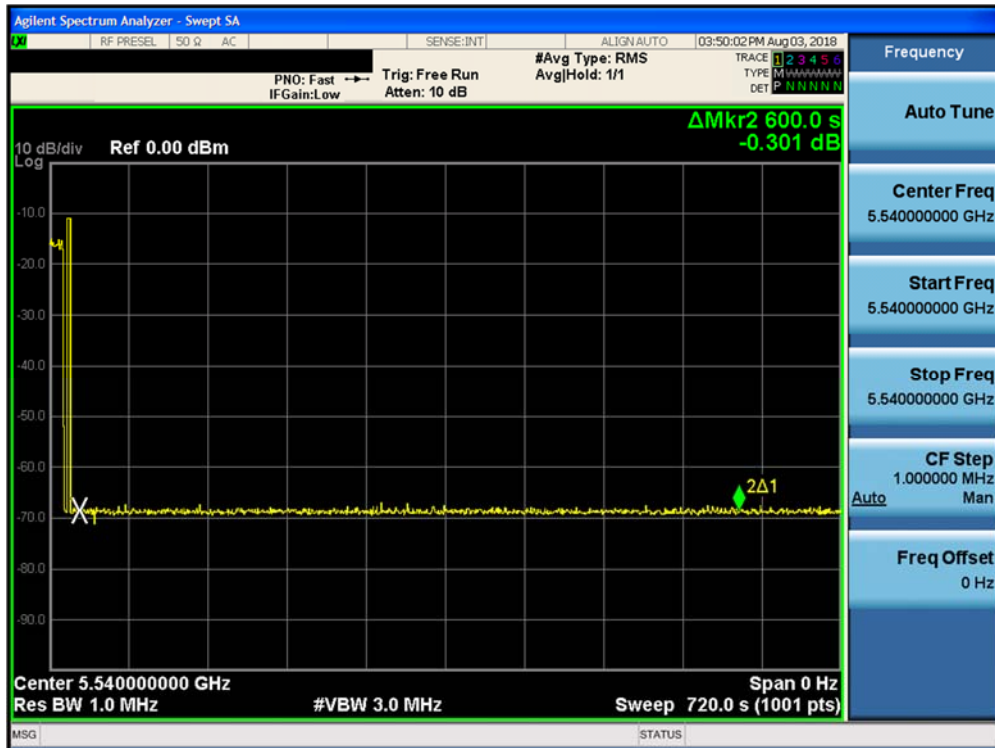 Agilent Spectrum Analyzer - Swept SA
LXI RF PRESEL 50 Ω AC SENSE:INT ALIGN AUTO 03:50:02 PM Aug 03, 2018
PNO: Fast Trig: Free Run #Avg Type: RMS TRACE 1 2 3 4 5 6
IFGain:Low Atten: 10 dB Avg|Hold: 1/1 TYPE M WWWWW
DET P N N N N N
ΔMkr2 600.0 s
-0.301 dB
10 dB/div Ref 0.00 dBm
Log
-10.0
-20.0
-30.0
-40.0
-50.0
-60.0
-70.0
-80.0
-90.0
2Δ1
Center 5.540000000 GHz Span 0 Hz
Res BW 1.0 MHz #VBW 3.0 MHz Sweep 720.0 s (1001 pts)
MSG STATUS
Frequency
Auto Tune
Center Freq
5.540000000 GHz
Start Freq
5.540000000 GHz
Stop Freq
5.540000000 GHz
CF Step
1.000000 MHz
Auto Man
Freq Offset
0 Hz